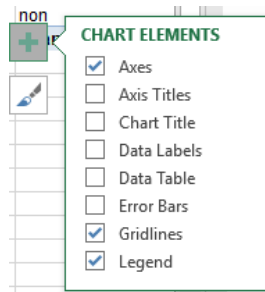 non
CHART ELEMENTS
Axes
Axis Titles
Chart Title
Data Labels
Data Table
Error Bars
Gridlines
Legend